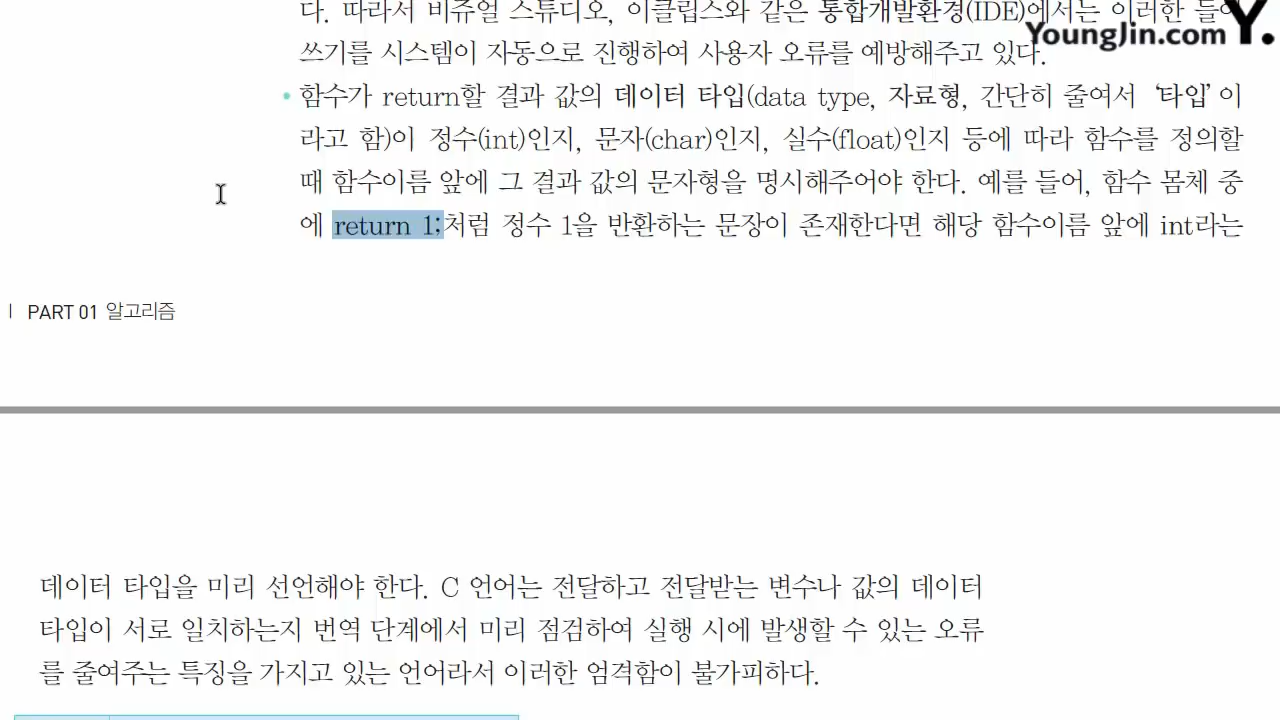 다. 따라서 비쥬얼 스튜디오, 이클립스와 같은 통합개발환경(IDE)에서는 이러한 들여
쓰기를 시스템이 자동으로 진행하여 사용자 오류를 예방해주고 있다.
YoungJin.com Y.
• 함수가 return할 결과 값의 데이터 타입(data type, 자료형, 간단히 줄여서 ‘타입’이
라고 함)이 정수(int)인지, 문자(char)인지, 실수(float)인지 등에 따라 함수를 정의할
때 함수이름 앞에 그 결과 값의 문자형을 명시해주어야 한다. 예를 들어, 함수 몸체 중
에 return 1;처럼 정수 1을 반환하는 문장이 존재한다면 해당 함수이름 앞에 int라는
| PART 01 알고리즘
데이터 타입을 미리 선언해야 한다. C 언어는 전달하고 전달받는 변수나 값의 데이터
타입이 서로 일치하는지 번역 단계에서 미리 점검하여 실행 시에 발생할 수 있는 오류
를 줄여주는 특징을 가지고 있는 언어라서 이러한 엄격함이 불가피하다.